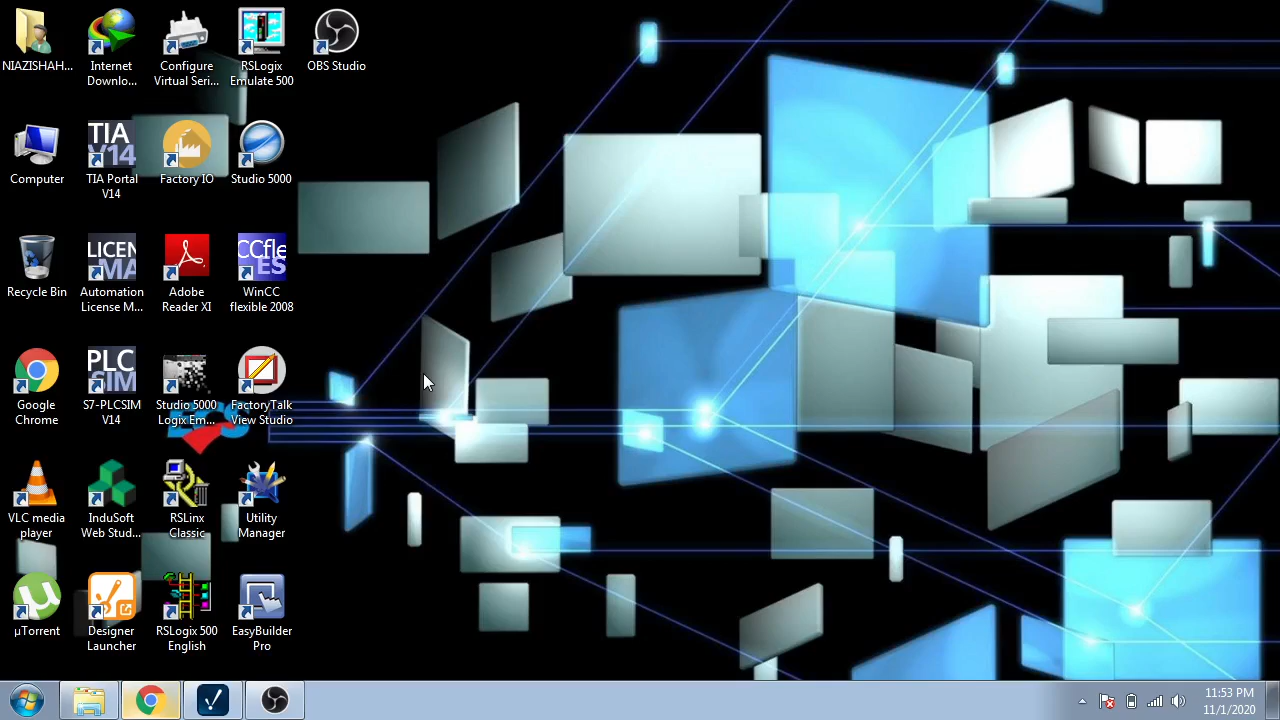 NIAZISHAH...
Internet
Downlo...
Configure
Virtual Seri...
RSLogix
Emulate 500
OBS Studio
Computer
TIA
V14
TIA Portal
V14
Factory IO
Studio 5000
Recycle Bin
LICEN
MA
Automation
License M...
Adobe
Reader XI
CCfle
ES
WinCC
flexible 2008
Google
Chrome
PLC
SIM
S7-PLCSIM
V14
Studio 5000
Logix Em...
FactoryTalk
View Studio
VLC media
player
InduSoft
Web Stud...
RSLinx
Classic
Utility
Manager
µTorrent
Designer
Launcher
RSLogix 500
English
EasyBuilder
Pro
11:53 PM
11/1/2020